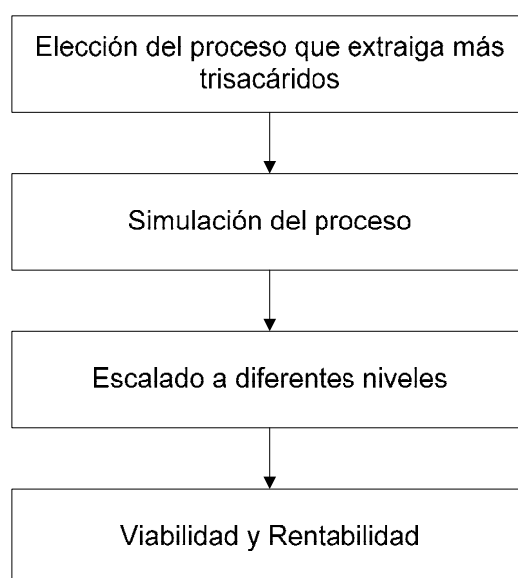 Elección del proceso que extraiga más
trisacáridos
Simulación del proceso
Escalado a diferentes niveles
Viabilidad y Rentabilidad